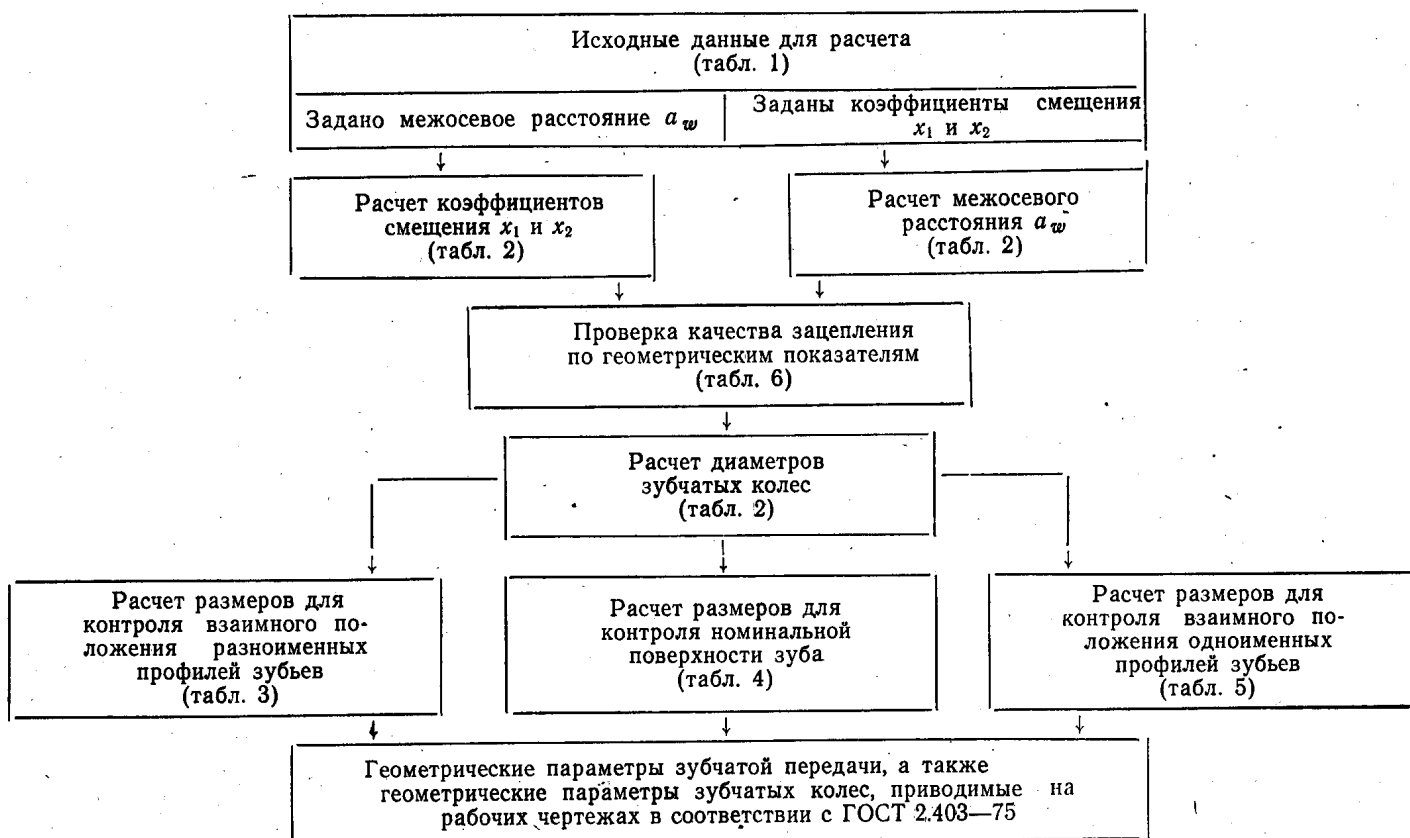 Исходные данные для расчета
(табл. 1)
Задано межосевое расстояние a_w
Заданы коэффициенты смещения
x₁ и x₂
Расчет коэффициентов
смещения x₁ и x₂
(табл. 2)
Расчет межосевого
расстояния a_w
(табл. 2)
Проверка качества зацепления
по геометрическим показателям
(табл. 6)
Расчет диаметров
зубчатых колес
(табл. 2)
Расчет размеров для
контроля взаимного по-
ложения разноименных
профилей зубьев
(табл. 3)
Расчет размеров для
контроля номинальной
поверхности зуба
(табл. 4)
Расчет размеров для
контроля взаимного по-
ложения одноименных
профилей зубьев
(табл. 5)
Геометрические параметры зубчатой передачи, а также
геометрические параметры зубчатых колес, приводимые на
рабочих чертежах в соответствии с ГОСТ 2.403—75